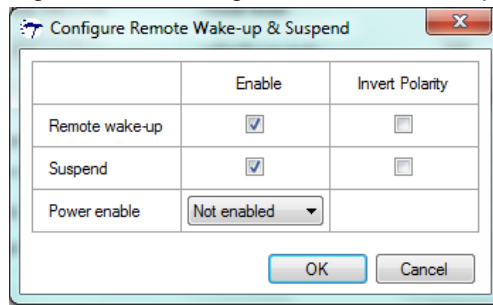 Configure Remote Wake-up & Suspend
Enable Invert Polarity
Remote wake-up
Suspend
Power enable Not enabled
OK Cancel